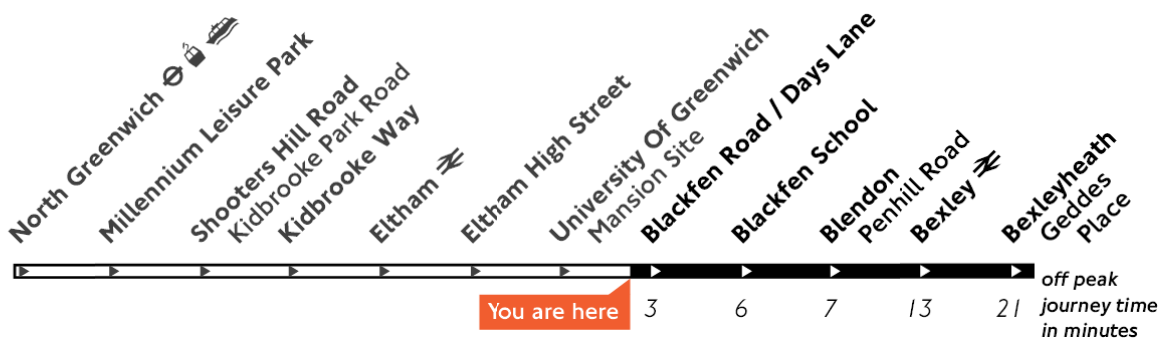 North Greenwich
Millennium Leisure Park
Shooters Hill Road
Kidbrooke Park Road
Kidbrooke Way
Eltham
Eltham High Street
University Of Greenwich
Mansion Site
Blackfen Road / Days Lane
Blackfen School
Blendon
Penhill Road
Bexley
Bexleyheath
Geddes
Place
You are here
3
6
7
13
21
off peak
journey time
in minutes